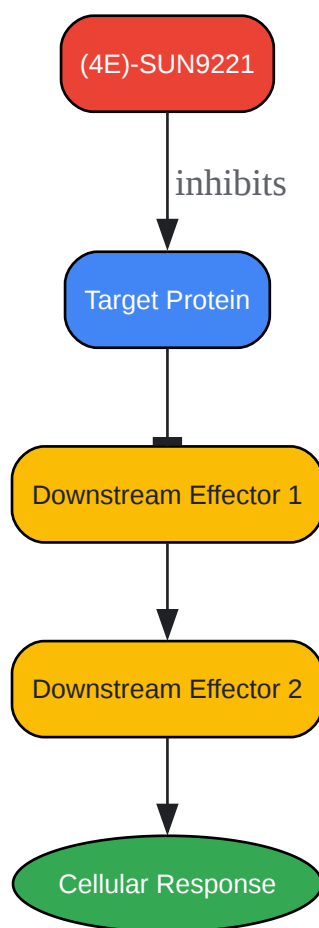 (4E)-SUN9221
inhibits
Target Protein
Downstream Effector 1
Downstream Effector 2
Cellular Response